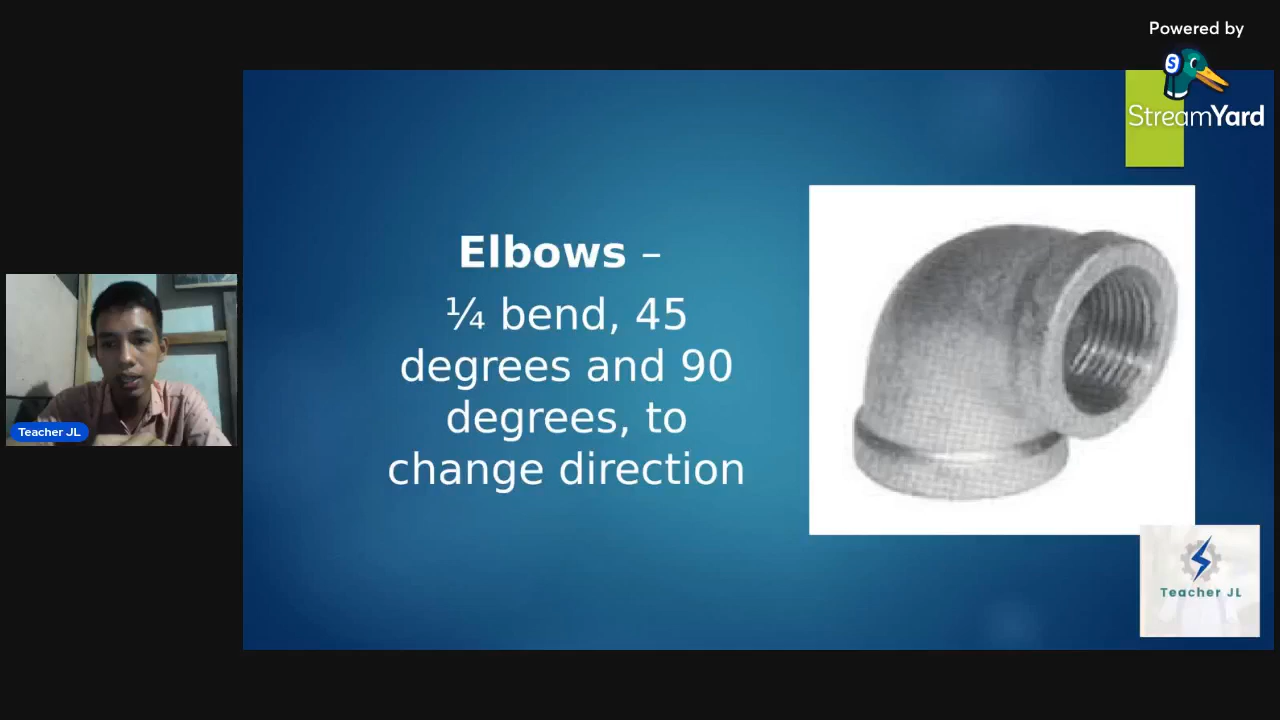 Powered by
StreamYard
Elbows –
¼ bend, 45
degrees and 90
degrees, to
change direction
Teacher JL
Teacher JL